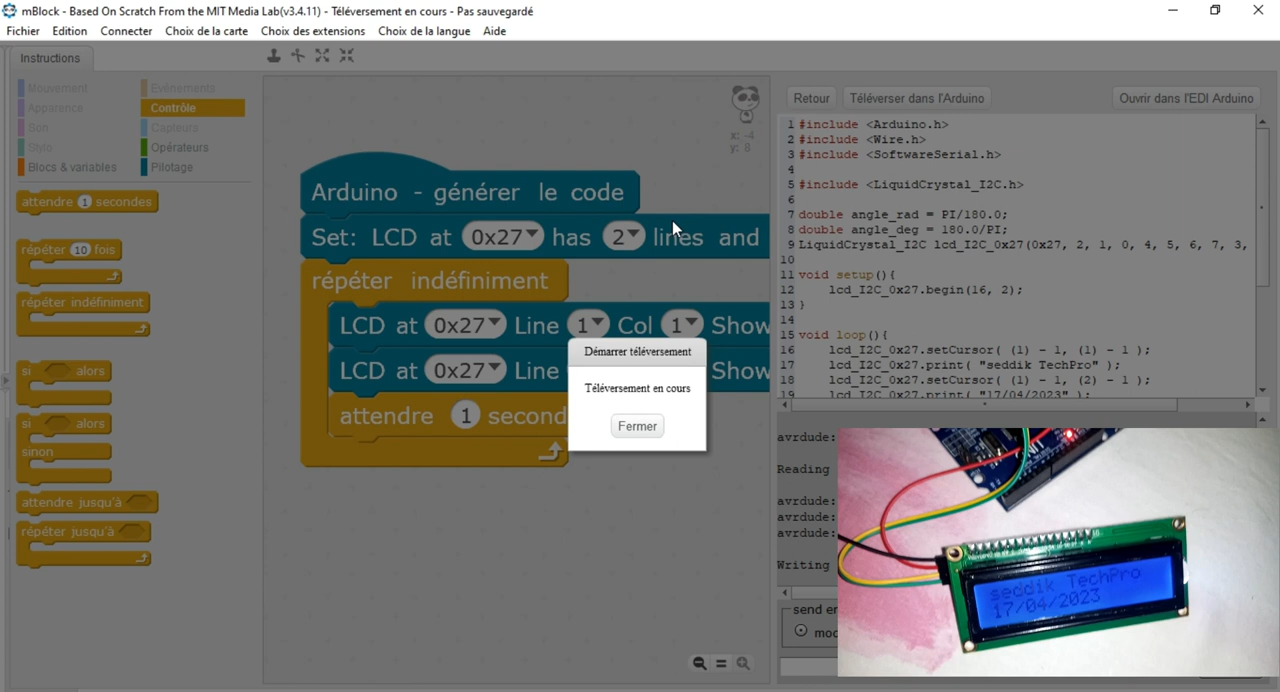 mBlock - Based On Scratch From the MIT Media Lab(v3.4.11) - Téléversement en cours - Pas sauvegardé
Fichier Edition Connecter Choix de la carte Choix des extensions Choix de la langue Aide
Instructions
Mouvement
Evénements
Apparence
Contrôle
Son
Capteurs
Stylo
Opérateurs
Blocs & variables
Pilotage
attendre 1 secondes
répéter 10 fois
répéter indéfiniment
si alors
si alors
sinon
attendre jusqu'à
répéter jusqu'à
x: -4
y: 8
Arduino - générer le code
Set: LCD at 0x27 has 2 lines and
répéter indéfiniment
LCD at 0x27 Line 1 Col 1 Show
LCD at 0x27 Line Show
attendre 1 second
Démarrer téléversement
Téléversement en cours
Fermer
Retour
Téléverser dans l'Arduino
Ouvrir dans l'EDI Arduino
1 #include <Arduino.h>
2 #include <Wire.h>
3 #include <SoftwareSerial.h>
4
5 #include <LiquidCrystal_I2C.h>
6
7 double angle_rad = PI/180.0;
8 double angle_deg = 180.0/PI;
9 LiquidCrystal_I2C lcd_I2C_0x27(0x27, 2, 1, 0, 4, 5, 6, 7, 3,
10
11 void setup(){
12 lcd_I2C_0x27.begin(16, 2);
13 }
14
15 void loop(){
16 lcd_I2C_0x27.setCursor( (1) - 1, (1) - 1 );
17 lcd_I2C_0x27.print( "seddik TechPro" );
18 lcd_I2C_0x27.setCursor( (1) - 1, (2) - 1 );
19 lcd_I2C_0x27.print( "17/04/2023" );
avrdude:
Reading
avrdude:
avrdude:
avrdude:
Writing
send en
mod
seddik TechPro
17/04/2023